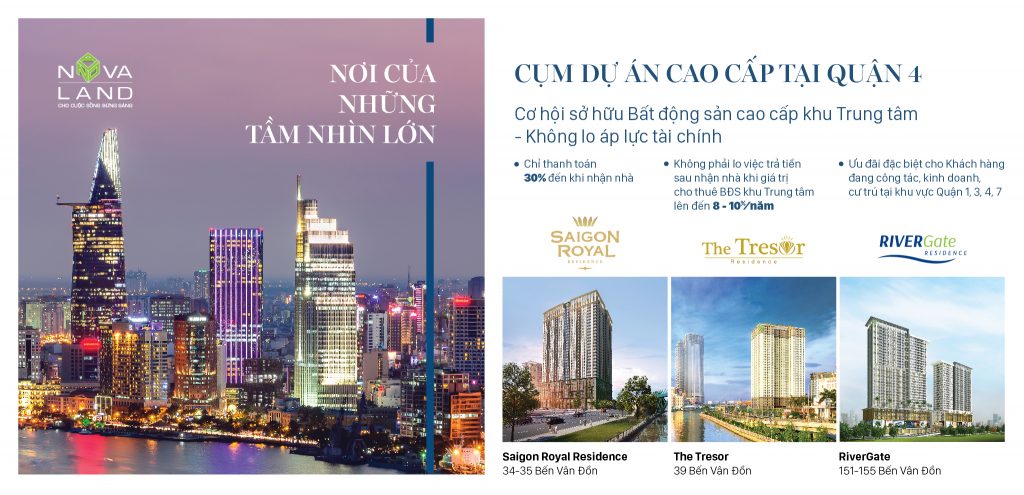 NOVA
LAND
CHO CUỘC SỐNG BỪNG SÁNG
NƠI CỦA
NHỮNG
TẦM NHÌN LỚN
CỤM DỰ ÁN CAO CẤP TẠI QUẬN 4
Cơ hội sở hữu Bất động sản cao cấp khu Trung tâm
- Không lo áp lực tài chính
• Chỉ thanh toán
30% đến khi nhận nhà
• Không phải lo việc trả tiền
sau nhận nhà khi giá trị
cho thuê BĐS khu Trung tâm
lên đến 8 - 10%/năm
• Ưu đãi đặc biệt cho Khách hàng
đang công tác, kinh doanh,
cư trú tại khu vực Quận 1, 3, 4, 7
SAIGON
ROYAL
RESIDENCE
The Tresor
Residence
RIVERGate
RESIDENCE
Saigon Royal Residence
34-35 Bến Vân Đồn
The Tresor
39 Bến Vân Đồn
RiverGate
151-155 Bến Vân Đồn